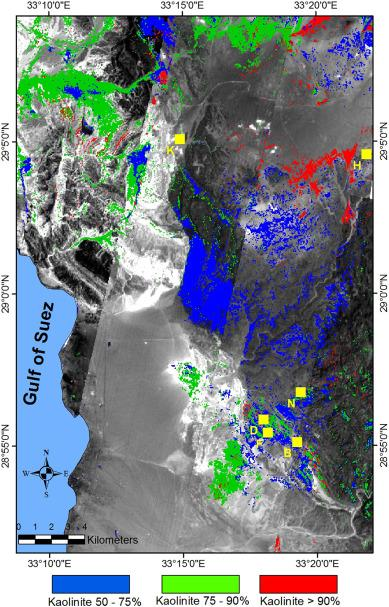 33°10'0"E 33°15'0"E 33°20'0"E
29°5'0"N 29°5'0"N
H
29°0'0"N 29°0'0"N
Gulf of Suez
N
D
B
28°55'0"N 28°55'0"N
N
W E
S
0 1 2 3 4
Kilometers
33°10'0"E 33°15'0"E 33°20'0"E
Kaolinite 50 - 75% Kaolinite 75 - 90% Kaolinite > 90%